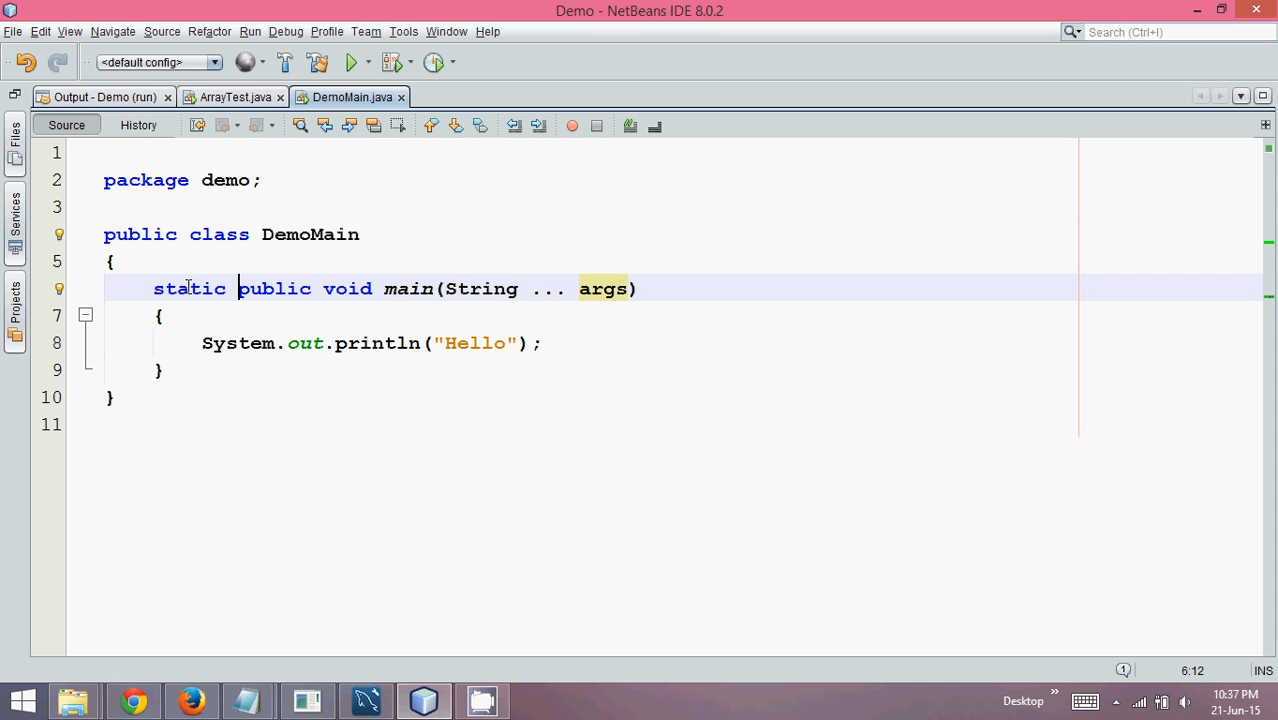 Demo - NetBeans IDE 8.0.2
File Edit View Navigate Source Refactor Run Debug Profile Team Tools Window Help
Search (Ctrl+I)
<default config>
Output - Demo (run) ArrayTest.java DemoMain.java
Source History
Files
Services
Projects
1
2 package demo;
3
public class DemoMain
5 {
static public void main(String ... args)
7 {
8 System.out.println("Hello");
9 }
10 }
11
1 6:12 INS
Desktop 10:37 PM
21-Jun-15